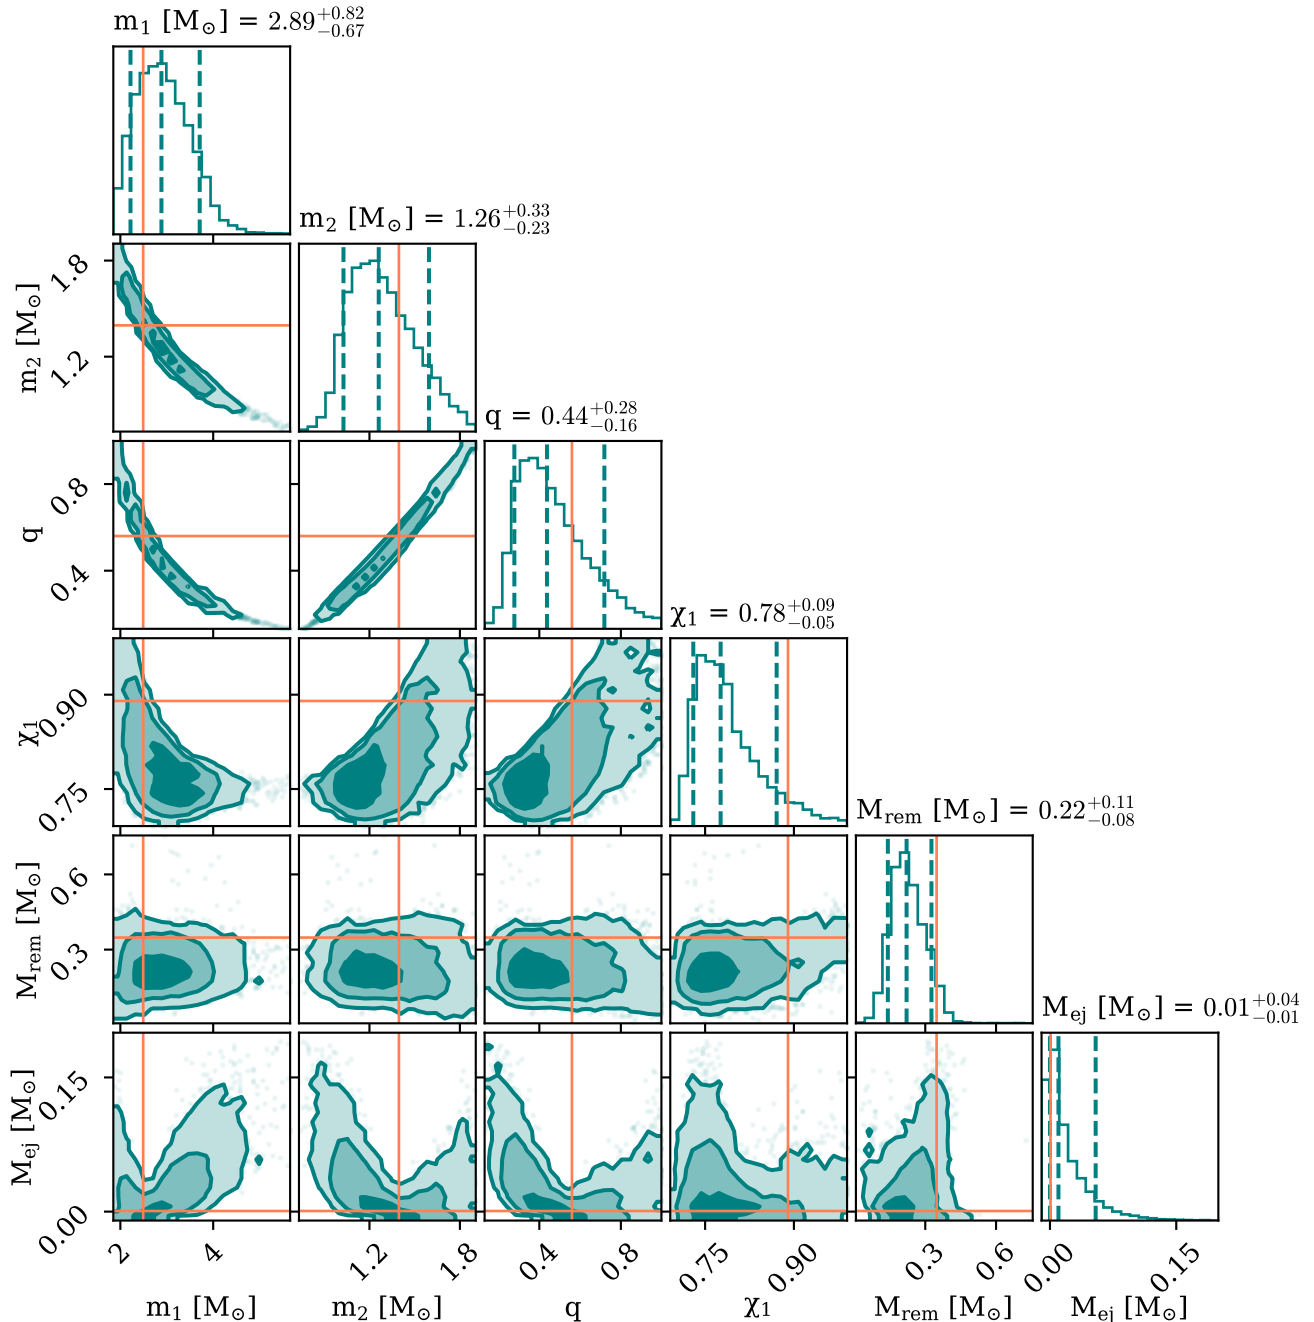 m₁ [M⊙] = 2.89 +0.82 −0.67
m₂ [M⊙] = 1.26 +0.33 −0.23
1.8
1.2
m₂ [M⊙]
q = 0.44 +0.28 −0.16
0.8
0.4
q
χ₁ = 0.78 +0.09 −0.05
0.90
0.75
χ₁
M_rem [M⊙] = 0.22 +0.11 −0.08
0.6
0.3
M_rem [M⊙]
M_ej [M⊙] = 0.01 +0.04 −0.01
0.15
0.00
M_ej [M⊙]
2 4 1.2 1.8 0.4 0.8 0.75 0.90 0.3 0.6 0.00 0.15
m₁ [M⊙] m₂ [M⊙] q χ₁ M_rem [M⊙] M_ej [M⊙]